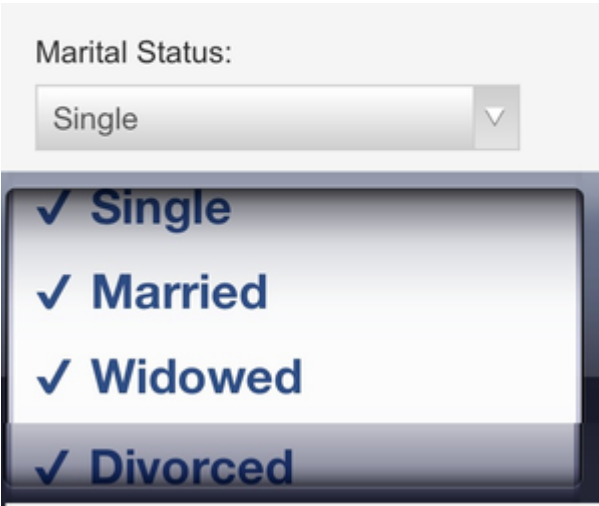 Marital Status:
Single
✓ Single
✓ Married
✓ Widowed
✓ Divorced